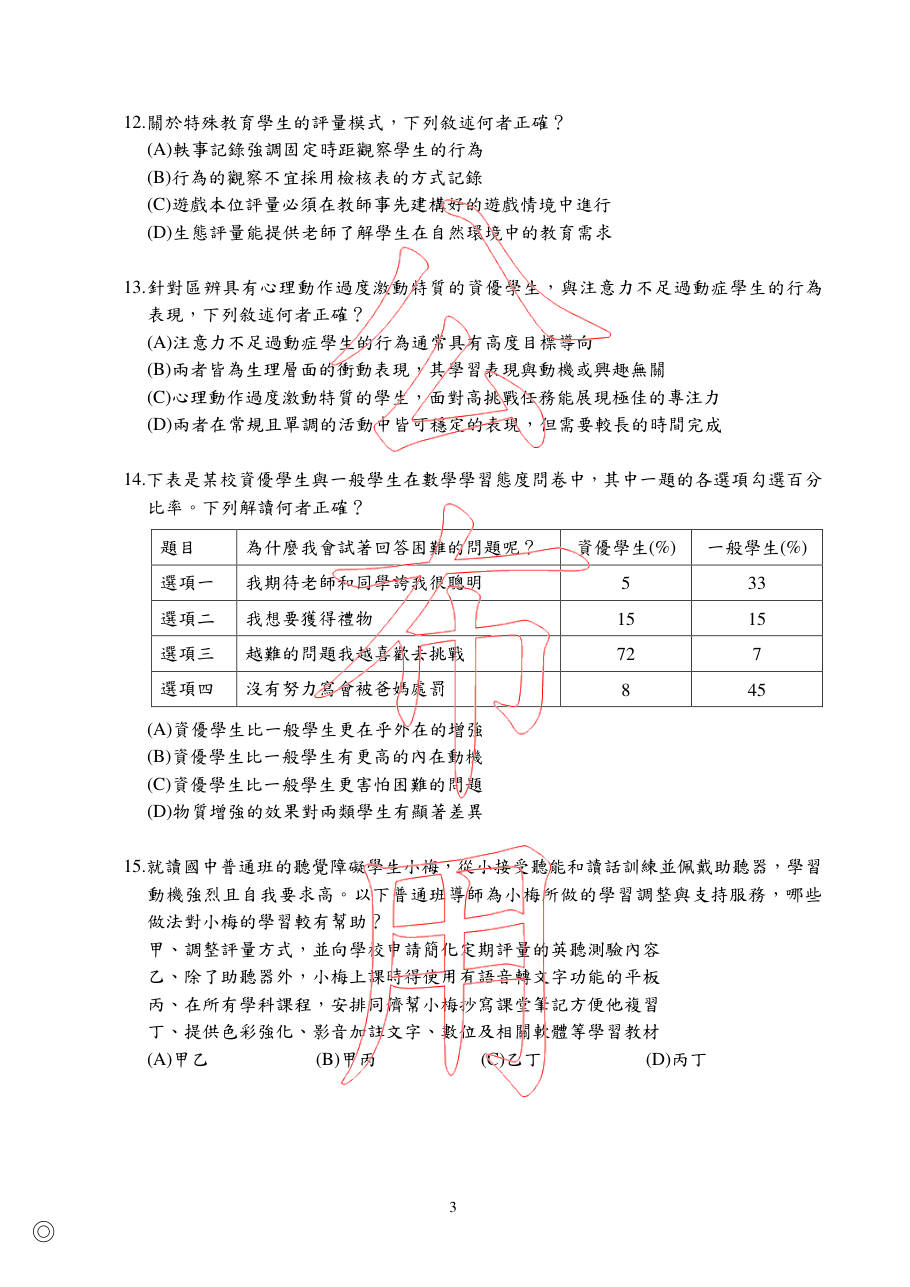 12.關於特殊教育學生的評量模式，下列敘述何者正確？
(A)軼事記錄強調固定時距觀察學生的行為
(B)行為的觀察不宜採用檢核表的方式記錄
(C)遊戲本位評量必須在教師事先建構好的遊戲情境中進行
(D)生態評量能提供老師了解學生在自然環境中的教育需求
13.針對區辨具有心理動作過度激動特質的資優學生，與注意力不足過動症學生的行為
表現，下列敘述何者正確？
(A)注意力不足過動症學生的行為通常具有高度目標導向
(B)兩者皆為生理層面的衝動表現，其學習表現與動機或興趣無關
(C)心理動作過度激動特質的學生，面對高挑戰任務能展現極佳的專注力
(D)兩者在常規且單調的活動中皆可穩定的表現，但需要較長的時間完成
14.下表是某校資優學生與一般學生在數學學習態度問卷中，其中一題的各選項勾選百分
比率。下列解讀何者正確？
題目 為什麼我會試著回答困難的問題呢？ 資優學生(%) 一般學生(%)
選項一 我期待老師和同學誇我很聰明 5 33
選項二 我想要獲得禮物 15 15
選項三 越難的問題我越喜歡去挑戰 72 7
選項四 沒有努力寫會被爸媽處罰 8 45
(A)資優學生比一般學生更在乎外在的增強
(B)資優學生比一般學生有更高的內在動機
(C)資優學生比一般學生更害怕困難的問題
(D)物質增強的效果對兩類學生有顯著差異
15.就讀國中普通班的聽覺障礙學生小梅，從小接受聽能和讀話訓練並佩戴助聽器，學習
動機強烈且自我要求高。以下普通班導師為小梅所做的學習調整與支持服務，哪些
做法對小梅的學習較有幫助？
甲、調整評量方式，並向學校申請簡化定期評量的英聽測驗內容
乙、除了助聽器外，小梅上課時得使用有語音轉文字功能的平板
丙、在所有學科課程，安排同儕幫小梅抄寫課堂筆記方便他複習
丁、提供色彩強化、影音加註文字、數位及相關軟體等學習教材
(A)甲乙 (B)甲丙 (C)乙丁 (D)丙丁
3
公布用